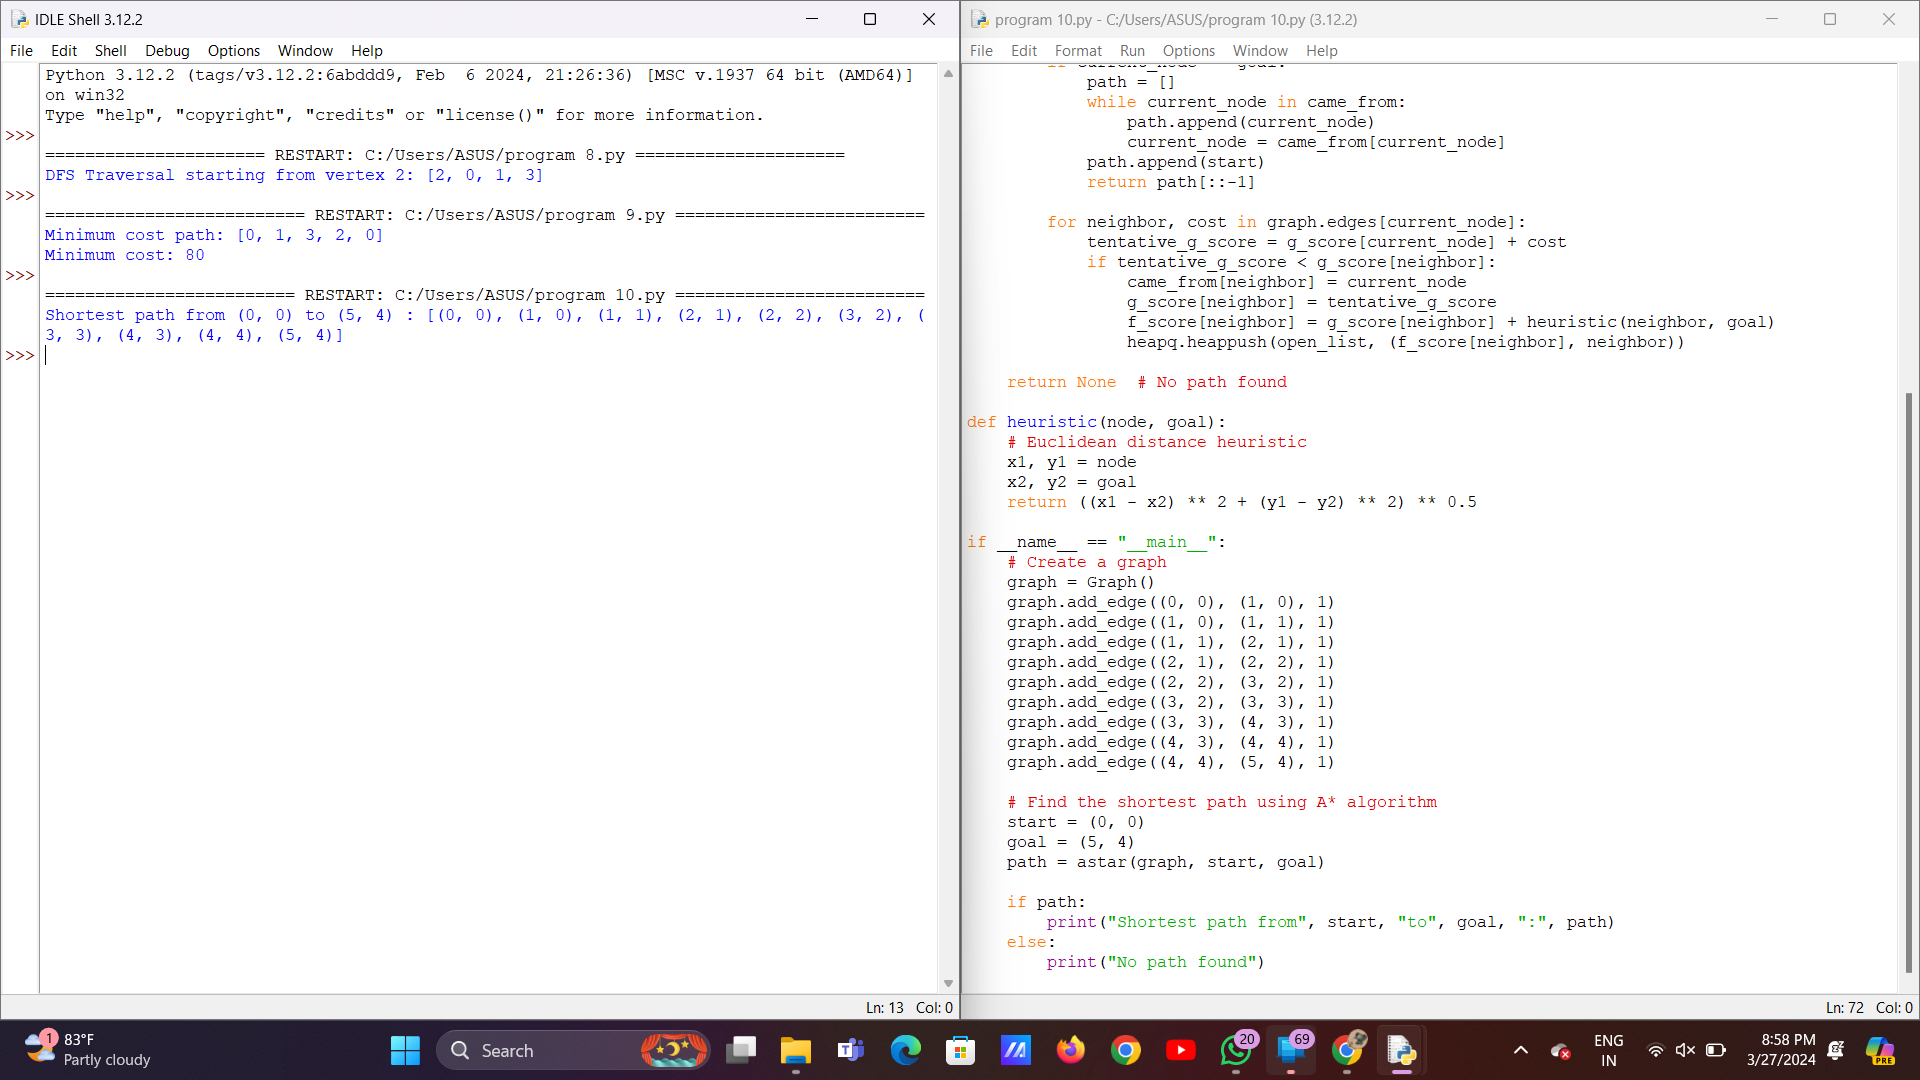 IDLE Shell 3.12.2
File Edit Shell Debug Options Window Help
Python 3.12.2 (tags/v3.12.2:6abddd9, Feb  6 2024, 21:26:36) [MSC v.1937 64 bit (AMD64)]
on win32
Type "help", "copyright", "credits" or "license()" for more information.
>>>
====================== RESTART: C:/Users/ASUS/program 8.py =====================
DFS Traversal starting from vertex 2: [2, 0, 1, 3]
>>>
========================== RESTART: C:/Users/ASUS/program 9.py =========================
Minimum cost path: [0, 1, 3, 2, 0]
Minimum cost: 80
>>>
========================= RESTART: C:/Users/ASUS/program 10.py =========================
Shortest path from (0, 0) to (5, 4) : [(0, 0), (1, 0), (1, 1), (2, 1), (2, 2), (3, 2), (
3, 3), (4, 3), (4, 4), (5, 4)]
>>>
Ln: 13 Col: 0
program 10.py - C:/Users/ASUS/program 10.py (3.12.2)
File Edit Format Run Options Window Help
            path = []
            while current_node in came_from:
                path.append(current_node)
                current_node = came_from[current_node]
            path.append(start)
            return path[::-1]
        for neighbor, cost in graph.edges[current_node]:
            tentative_g_score = g_score[current_node] + cost
            if tentative_g_score < g_score[neighbor]:
                came_from[neighbor] = current_node
                g_score[neighbor] = tentative_g_score
                f_score[neighbor] = g_score[neighbor] + heuristic(neighbor, goal)
                heapq.heappush(open_list, (f_score[neighbor], neighbor))
    return None  # No path found
def heuristic(node, goal):
    # Euclidean distance heuristic
    x1, y1 = node
    x2, y2 = goal
    return ((x1 - x2) ** 2 + (y1 - y2) ** 2) ** 0.5
if __name__ == "__main__":
    # Create a graph
    graph = Graph()
    graph.add_edge((0, 0), (1, 0), 1)
    graph.add_edge((1, 0), (1, 1), 1)
    graph.add_edge((1, 1), (2, 1), 1)
    graph.add_edge((2, 1), (2, 2), 1)
    graph.add_edge((2, 2), (3, 2), 1)
    graph.add_edge((3, 2), (3, 3), 1)
    graph.add_edge((3, 3), (4, 3), 1)
    graph.add_edge((4, 3), (4, 4), 1)
    graph.add_edge((4, 4), (5, 4), 1)
    # Find the shortest path using A* algorithm
    start = (0, 0)
    goal = (5, 4)
    path = astar(graph, start, goal)
    if path:
        print("Shortest path from", start, "to", goal, ":", path)
    else:
        print("No path found")
Ln: 72 Col: 0
1
83°F
Partly cloudy
Search
20
69
ENG
IN
8:58 PM
3/27/2024
PRE